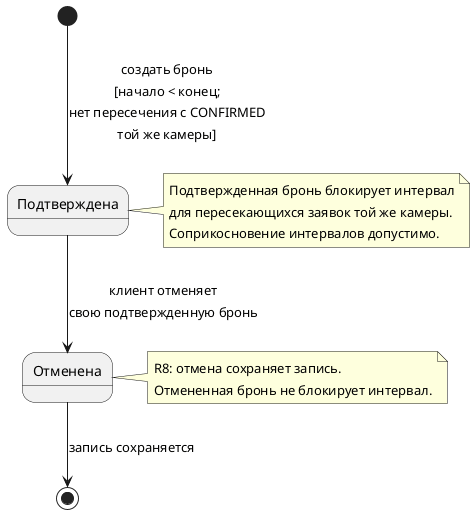 создать бронь
[начало < конец;
нет пересечения с CONFIRMED
той же камеры]
Подтверждена
Подтвержденная бронь блокирует интервал
для пересекающихся заявок той же камеры.
Соприкосновение интервалов допустимо.
клиент отменяет
свою подтвержденную бронь
Отменена
R8: отмена сохраняет запись.
Отмененная бронь не блокирует интервал.
запись сохраняется